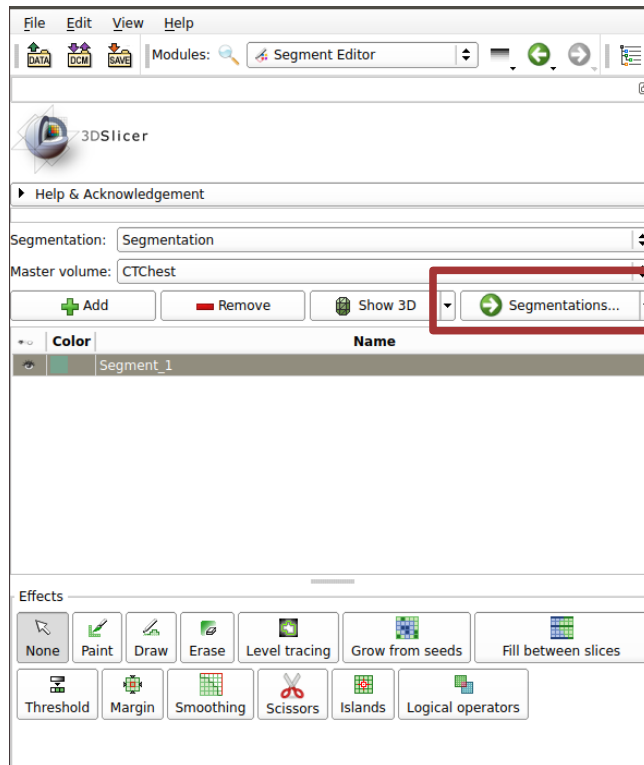 File Edit View Help
DATA DCM SAVE Modules: Segment Editor
3DSlicer
Help & Acknowledgement
Segmentation: Segmentation
Master volume: CTChest
Add Remove Show 3D Segmentations...
Color Name
Segment_1
Effects
None Paint Draw Erase Level tracing Grow from seeds Fill between slices
Threshold Margin Smoothing Scissors Islands Logical operators